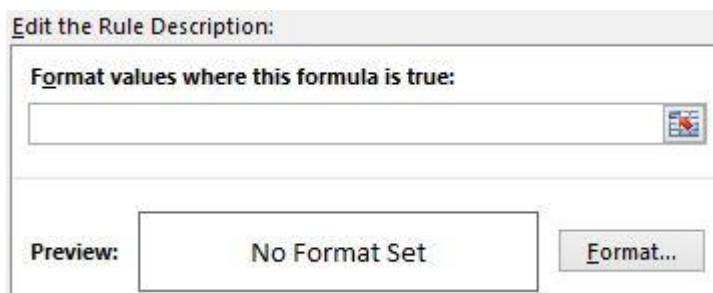 Edit the Rule Description:
Format values where this formula is true:
Preview:
No Format Set
Format...